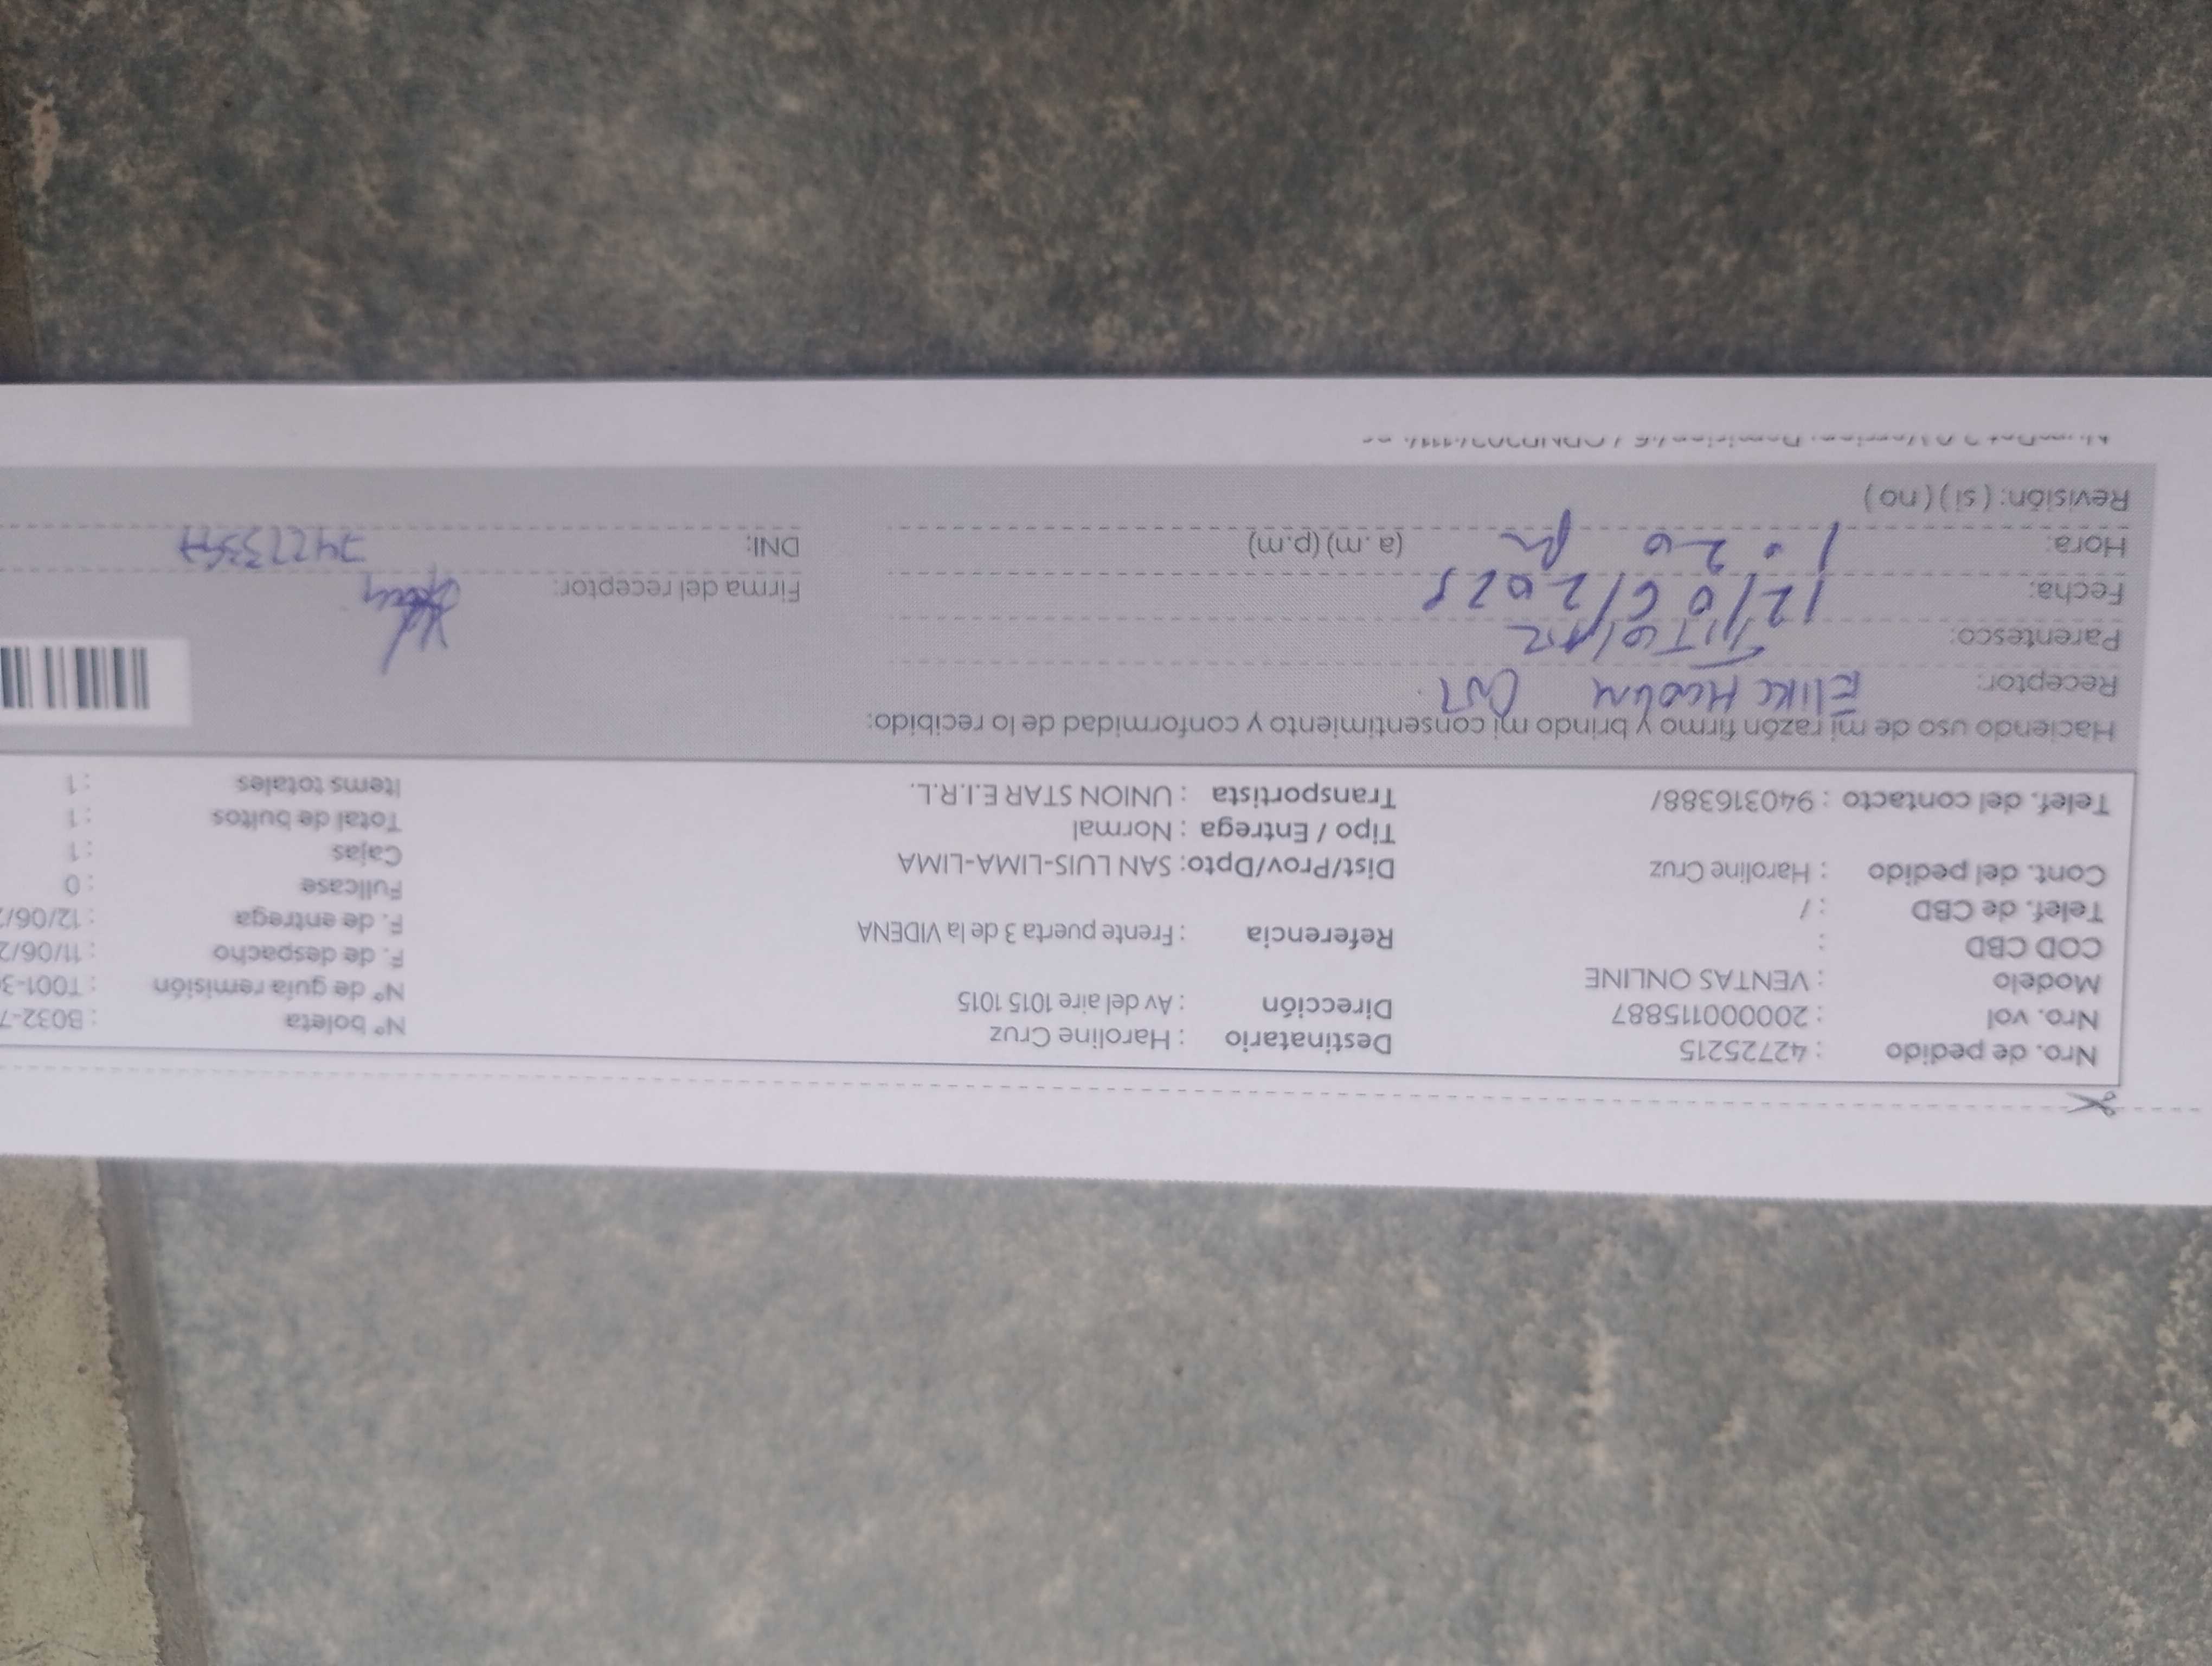 Nro. de pedido : 42725215
Nro. vol : 20000115887
Modelo : VENTAS ONLINE
COD CBD :
Telef. de CBD : /
Cont. del pedido : Haroline Cruz
Telef. del contacto : 940316388/
Destinatario : Haroline Cruz
Dirección : Av del aire 1015 1015
Referencia : Frente puerta 3 de la VIDENA
Dist/Prov/Dpto: SAN LUIS-LIMA-LIMA
Tipo / Entrega : Normal
Transportista : UNION STAR E.I.R.L.
N° boleta : B032-7
N° de guia remisión : T001-3
F. de despacho : 11/06/2
F. de entrega : 12/06/2
Fullcase : 0
Cajas : 1
Total de bultos : 1
Items totales : 1
Haciendo uso de mi razón firmo y brindo mi consentimiento y conformidad de lo recibido:
Receptor:
Parentesco: TITULAR
Fecha: 12/06/2025
Hora: 1:20 (a.m) (p.m)
Revisión: ( si ) ( no )
Firma del receptor:
DNI: